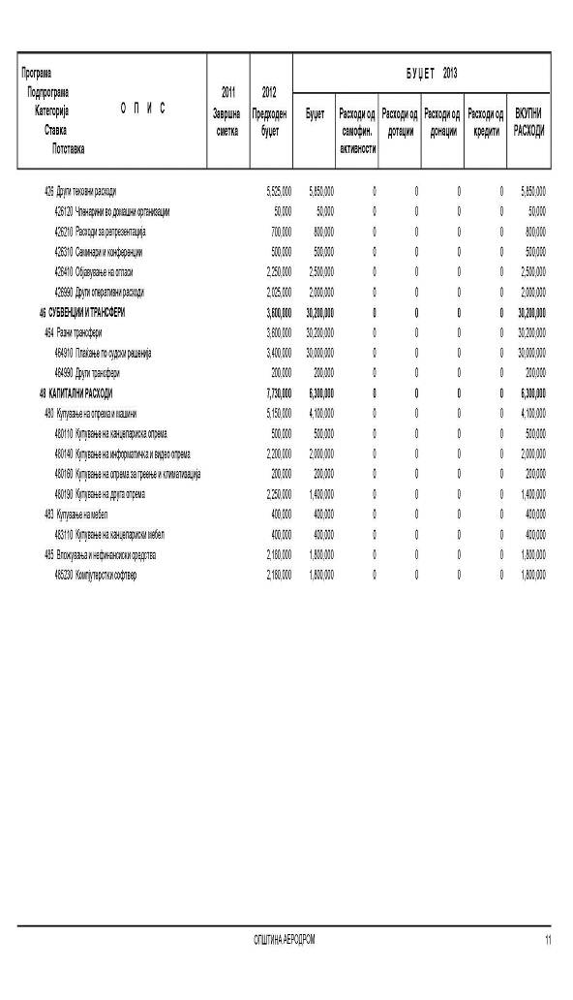 Програма
Подпрограма
Категорија
Ставка
Потставка
О П И С
2011
Завршна
сметка
2012
Предходен
буџет
БУЏЕТ 2013
Буџет
Расходи од
самофин.
активности
Расходи од
дотации
Расходи од
донации
Расходи од
кредити
ВКУПНИ
РАСХОДИ
426 Други тековни расходи 5,525,000 5,850,000 0 0 0 0 5,850,000
426120 Членарини во домашни организации 50,000 50,000 0 0 0 0 50,000
426210 Расходи за репрезентација 700,000 800,000 0 0 0 0 800,000
426310 Семинари и конференции 500,000 500,000 0 0 0 0 500,000
426410 Објавување на огласи 2,250,000 2,500,000 0 0 0 0 2,500,000
426990 Други оперативни расходи 2,025,000 2,000,000 0 0 0 0 2,000,000
46 СУБВЕНЦИИ И ТРАНСФЕРИ 3,600,000 30,200,000 0 0 0 0 30,200,000
464 Разни трансфери 3,600,000 30,200,000 0 0 0 0 30,200,000
464910 Плаќање по судски решенија 3,400,000 30,000,000 0 0 0 0 30,000,000
464990 Други трансфери 200,000 200,000 0 0 0 0 200,000
48 КАПИТАЛНИ РАСХОДИ 7,730,000 6,300,000 0 0 0 0 6,300,000
480 Купување на опрема и машини 5,150,000 4,100,000 0 0 0 0 4,100,000
480110 Купување на канцелариска опрема 500,000 500,000 0 0 0 0 500,000
480140 Купување на информатичка и видео опрема 2,200,000 2,000,000 0 0 0 0 2,000,000
480160 Купување на опрема за греење и климатизација 200,000 200,000 0 0 0 0 200,000
480190 Купување на друга опрема 2,250,000 1,400,000 0 0 0 0 1,400,000
483 Купување на мебел 400,000 400,000 0 0 0 0 400,000
483110 Купување на канцелариски мебел 400,000 400,000 0 0 0 0 400,000
485 Вложувања и нефинансиски средства 2,180,000 1,800,000 0 0 0 0 1,800,000
485230 Компјутерстки софтвер 2,180,000 1,800,000 0 0 0 0 1,800,000
ОПШТИНА АЕРОДРОМ 11